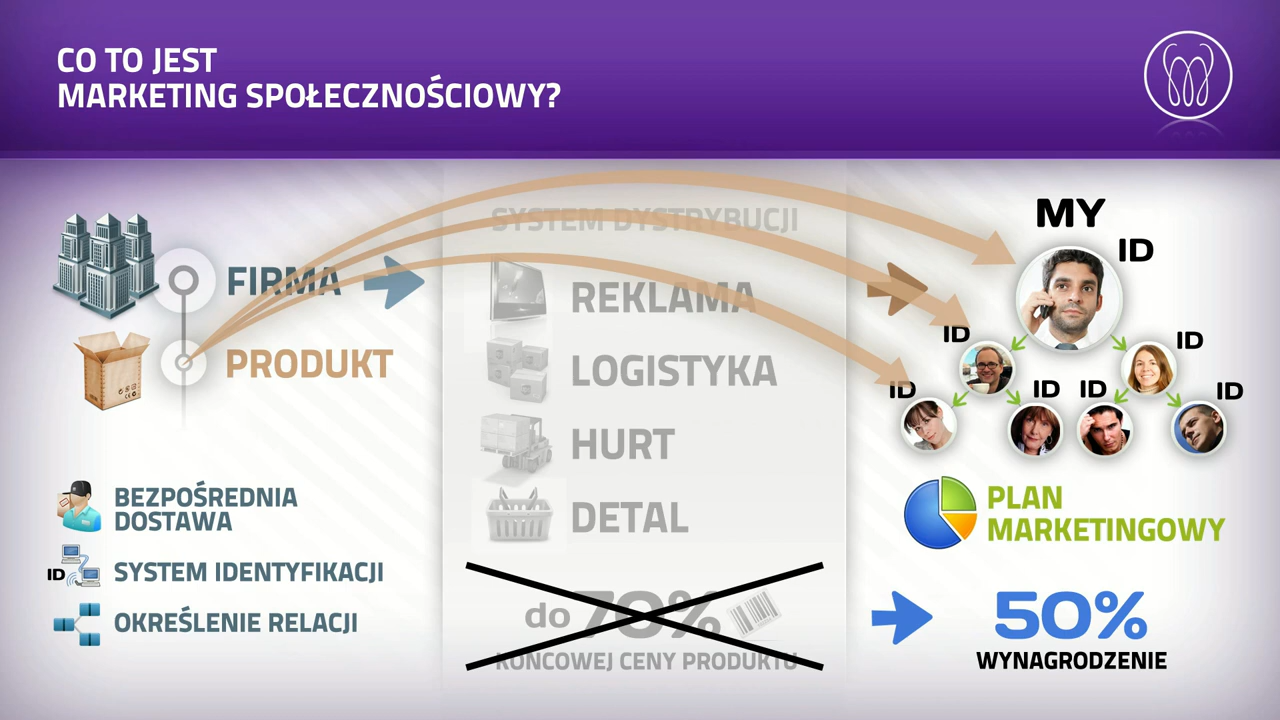 CO TO JEST
MARKETING SPOŁECZNOŚCIOWY?
FIRMA
PRODUKT
BEZPOŚREDNIA
DOSTAWA
ID
SYSTEM IDENTYFIKACJI
OKREŚLENIE RELACJI
SYSTEM DYSTRYBUCJI
REKLAMA
LOGISTYKA
HURT
DETAL
do 70%
KOŃCOWEJ CENY PRODUKTU
MY
ID
ID
ID
ID
ID
ID
ID
PLAN
MARKETINGOWY
50%
WYNAGRODZENIE